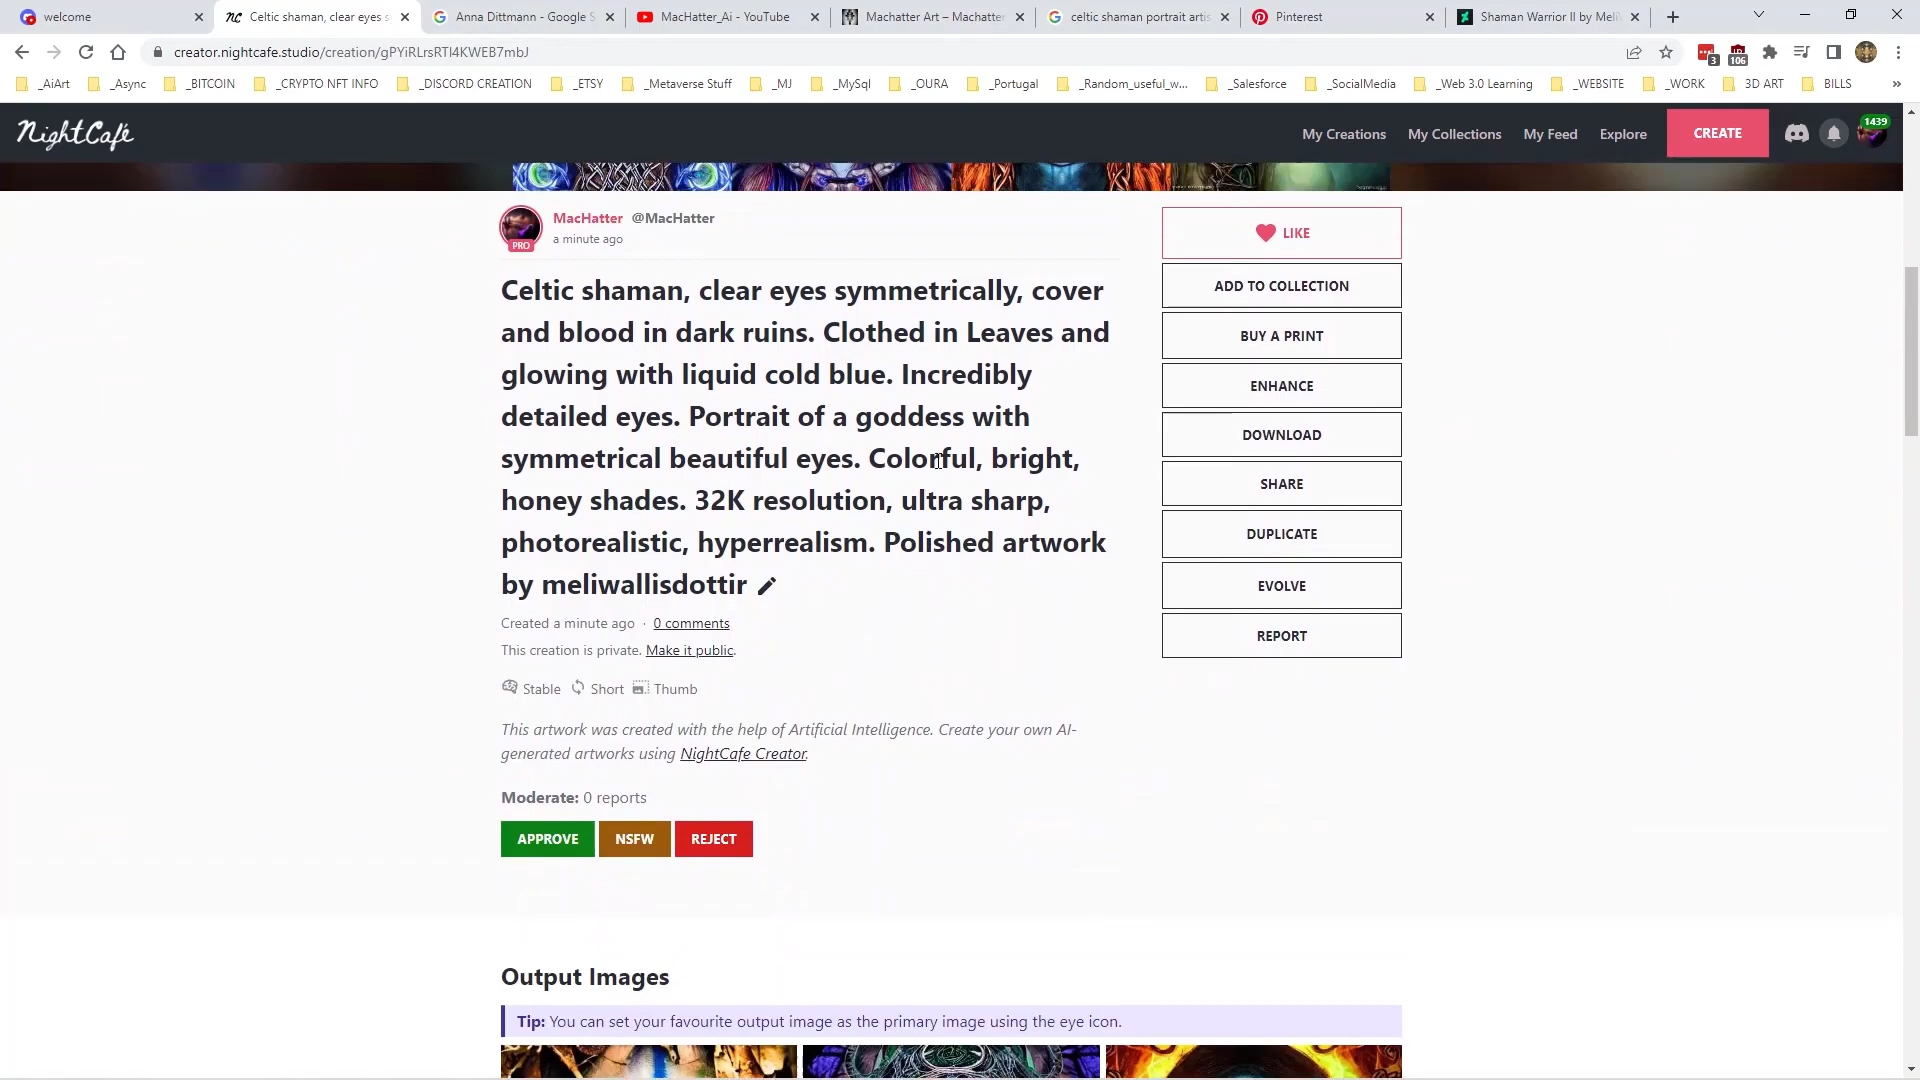 welcome
Celtic shaman, clear eyes s
Anna Dittmann - Google S
MacHatter_Ai - YouTube
Machatter Art – Machatter
celtic shaman portrait artis
Pinterest
Shaman Warrior II by Meli
creator.nightcafe.studio/creation/gPYiRLrsRTl4KWEB7mbJ
3
106
_AiArt
_Async
_BITCOIN
_CRYPTO NFT INFO
_DISCORD CREATION
_ETSY
_Metaverse Stuff
_MJ
_MySql
_OURA
_Portugal
_Random_useful_w...
_Salesforce
_SocialMedia
_Web 3.0 Learning
_WEBSITE
_WORK
3D ART
BILLS
NightCafé
My Creations
My Collections
My Feed
Explore
CREATE
1439
MacHatter @MacHatter
a minute ago
PRO
Celtic shaman, clear eyes symmetrically, cover
and blood in dark ruins. Clothed in Leaves and
glowing with liquid cold blue. Incredibly
detailed eyes. Portrait of a goddess with
symmetrical beautiful eyes. Colorful, bright,
honey shades. 32K resolution, ultra sharp,
photorealistic, hyperrealism. Polished artwork
by meliwallisdottir
Created a minute ago · 0 comments
This creation is private. Make it public.
Stable Short Thumb
This artwork was created with the help of Artificial Intelligence. Create your own AI-
generated artworks using NightCafe Creator.
Moderate: 0 reports
APPROVE
NSFW
REJECT
LIKE
ADD TO COLLECTION
BUY A PRINT
ENHANCE
DOWNLOAD
SHARE
DUPLICATE
EVOLVE
REPORT
Output Images
Tip: You can set your favourite output image as the primary image using the eye icon.